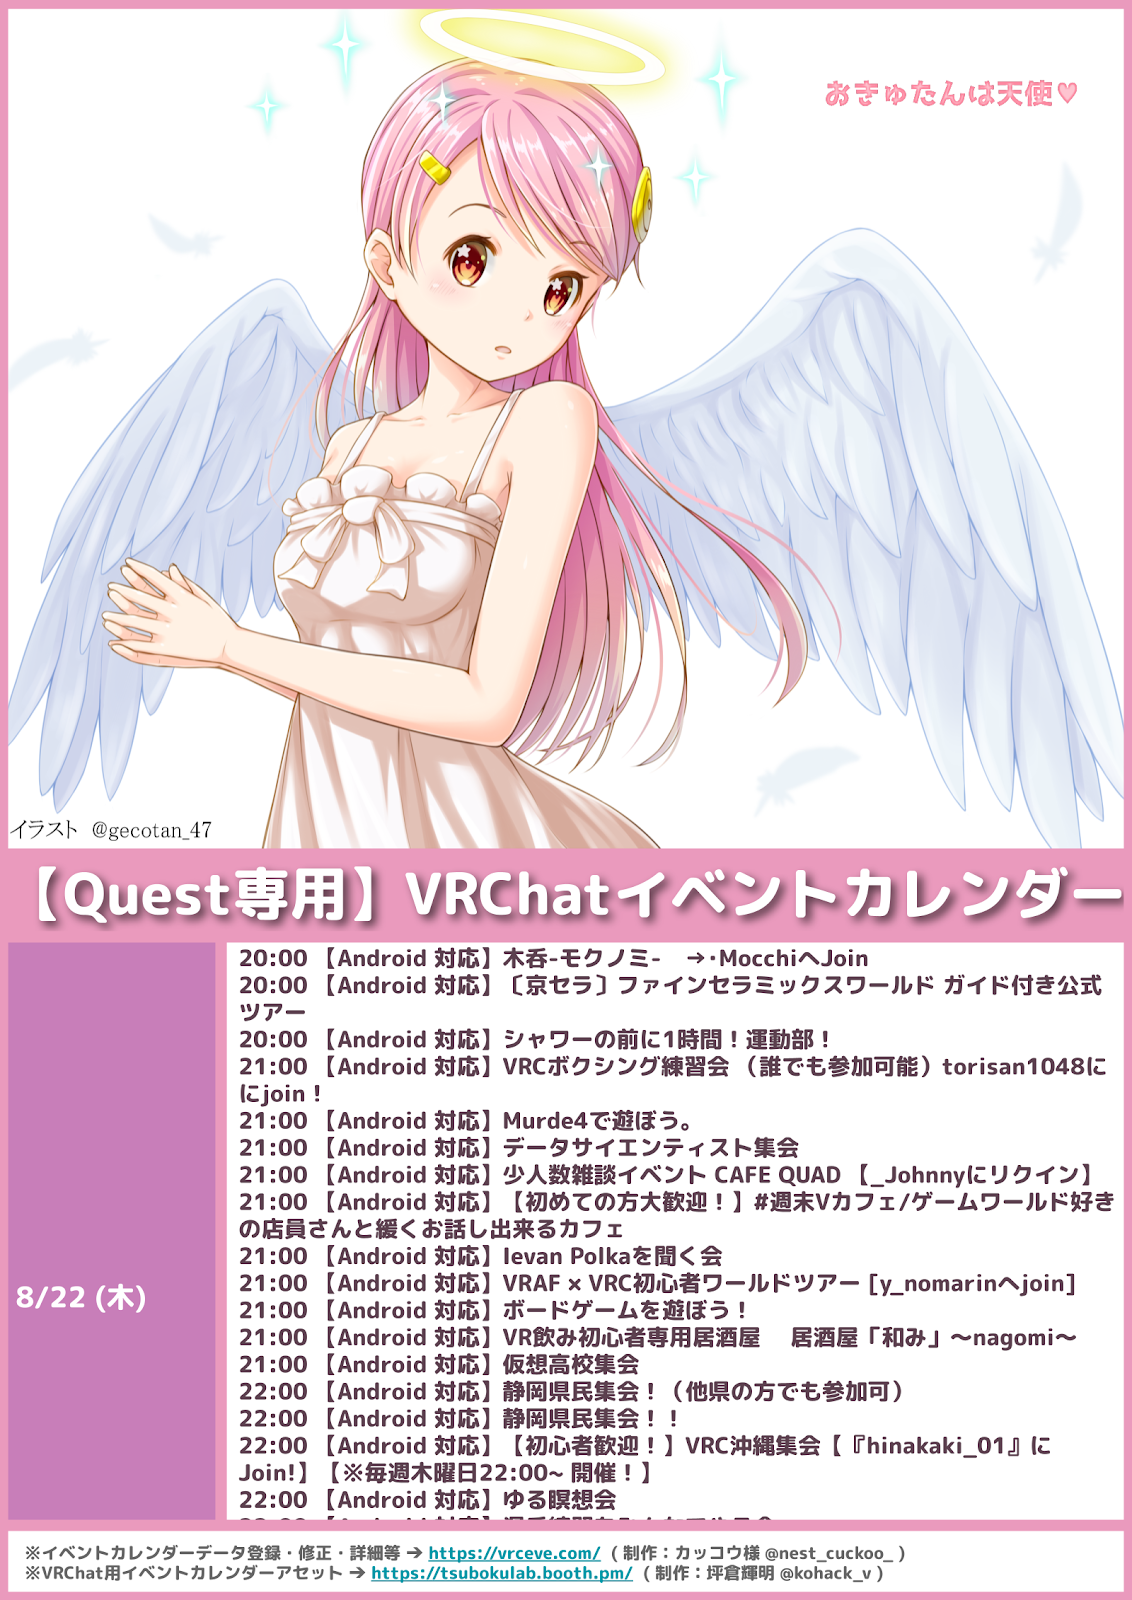 おきゅたんは天使♥
イラスト @gecotan_47
【Quest専用】VRChatイベントカレンダー
8/22 (木)
20:00 【Android 対応】木呑-モクノミ-　→･MocchiへJoin
20:00 【Android 対応】〔京セラ〕ファインセラミックスワールド ガイド付き公式
ツアー
20:00 【Android 対応】シャワーの前に1時間！運動部！
21:00 【Android 対応】VRCボクシング練習会 （誰でも参加可能）torisan1048に
にjoin！
21:00 【Android 対応】Murde4で遊ぼう。
21:00 【Android 対応】データサイエンティスト集会
21:00 【Android 対応】少人数雑談イベント CAFE QUAD 【_Johnnyにリクイン】
21:00 【Android 対応】【初めての方大歓迎！】#週末Vカフェ/ゲームワールド好き
の店員さんと緩くお話し出来るカフェ
21:00 【Android 対応】Ievan Polkaを聞く会
21:00 【Android 対応】VRAF × VRC初心者ワールドツアー [y_nomarinへjoin]
21:00 【Android 対応】ボードゲームを遊ぼう！
21:00 【Android 対応】VR飲み初心者専用居酒屋　居酒屋「和み」～nagomi～
21:00 【Android 対応】仮想高校集会
22:00 【Android 対応】静岡県民集会！（他県の方でも参加可）
22:00 【Android 対応】静岡県民集会！！
22:00 【Android 対応】【初心者歓迎！】VRC沖縄集会【『hinakaki_01』に
Join!】【※毎週木曜日22:00~ 開催！】
22:00 【Android 対応】ゆる瞑想会
※イベントカレンダーデータ登録・修正・詳細等 → https://vrceve.com/ ( 制作：カッコウ様 @nest_cuckoo_ )
※VRChat用イベントカレンダーアセット → https://tsubokulab.booth.pm/ ( 制作：坪倉輝明 @kohack_v )